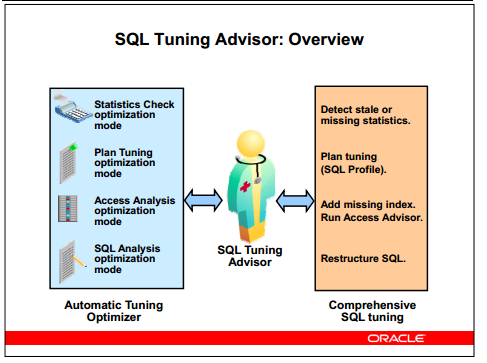 SQL Tuning Advisor: Overview
Statistics Check
optimization
mode
Plan Tuning
optimization
mode
Access Analysis
optimization
mode
SQL Analysis
optimization
mode
Automatic Tuning
Optimizer
SQL Tuning
Advisor
Detect stale or
missing statistics.
Plan tuning
(SQL Profile).
Add missing index.
Run Access Advisor.
Restructure SQL.
Comprehensive
SQL tuning
ORACLE